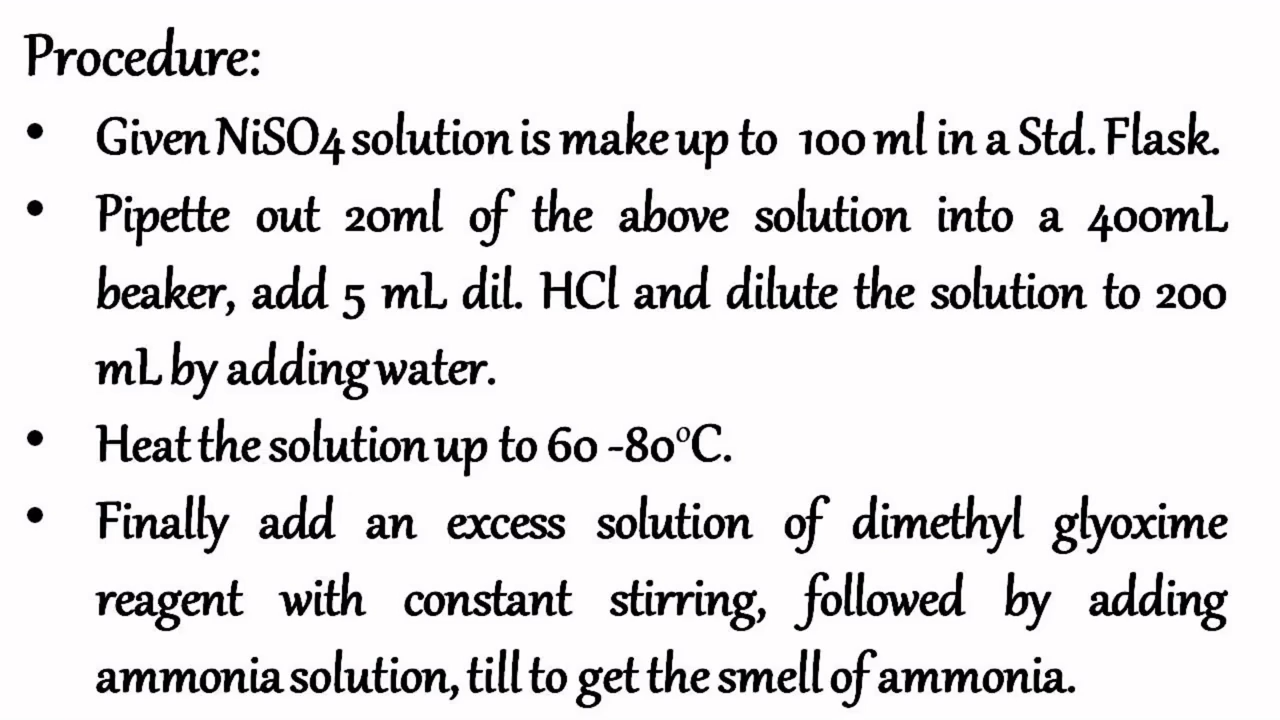 Procedure:
• Given NiSO4 solution is make up to 100 ml in a Std. Flask.
• Pipette out 20ml of the above solution into a 400mL
beaker, add 5 mL dil. HCl and dilute the solution to 200
mL by adding water.
• Heat the solution up to 60 -80°C.
• Finally add an excess solution of dimethyl glyoxime
reagent with constant stirring, followed by adding
ammonia solution, till to get the smell of ammonia.